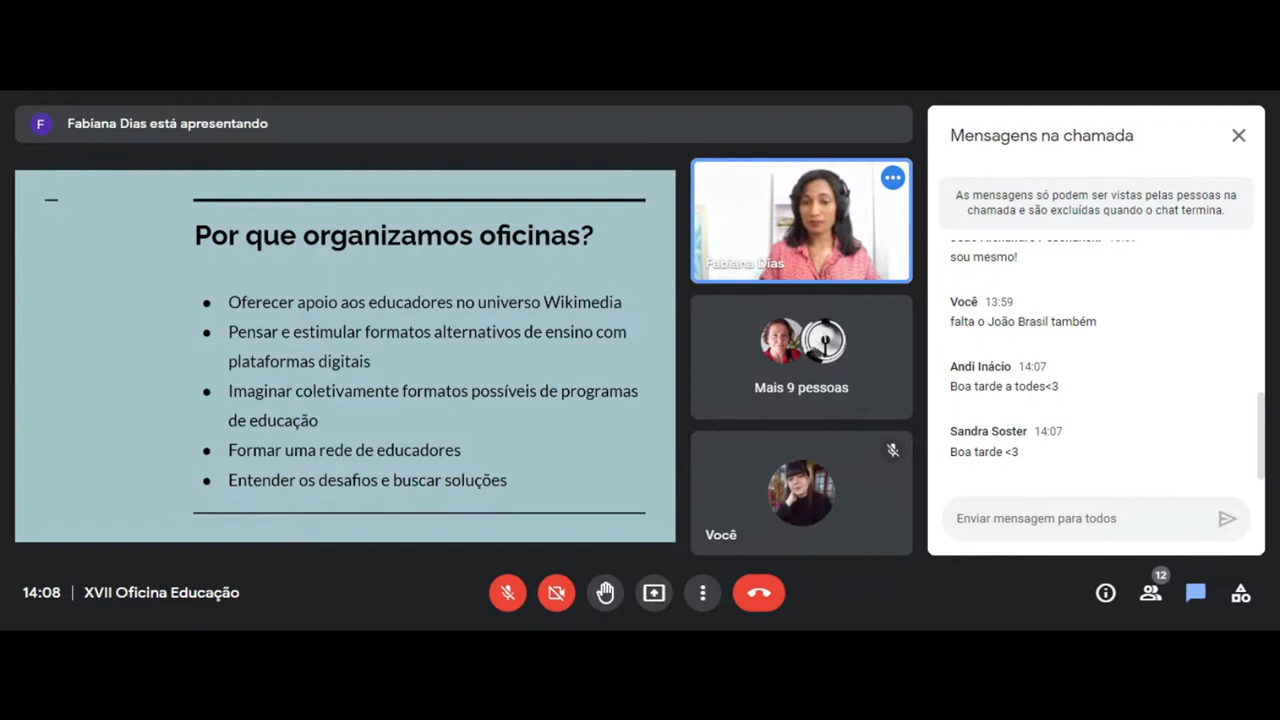 F
Fabiana Dias está apresentando
Por que organizamos oficinas?
● Oferecer apoio aos educadores no universo Wikimedia
● Pensar e estimular formatos alternativos de ensino com
plataformas digitais
● Imaginar coletivamente formatos possíveis de programas
de educação
● Formar uma rede de educadores
● Entender os desafios e buscar soluções
Fabiana Dias
Mais 9 pessoas
Você
Mensagens na chamada
As mensagens só podem ser vistas pelas pessoas na
chamada e são excluídas quando o chat termina.
sou mesmo!
Você 13:59
falta o João Brasil também
Andi Inácio 14:07
Boa tarde a todes<3
Sandra Soster 14:07
Boa tarde <3
Enviar mensagem para todos
14:08 | XVII Oficina Educação
12